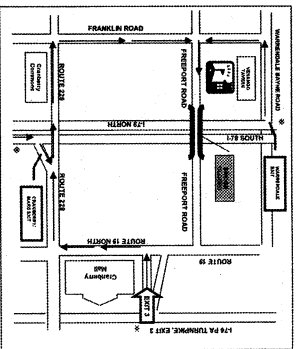 FRANKLIN ROAD
WARRENDALE BAYNE ROAD
Cranberry
Commons
ROUTE 228
FREEPORT ROAD
I-79 NORTH
I-79 SOUTH
WARRENDALE
EXIT
CRANBERRY/
MARS EXIT
ROUTE 228
FREEPORT ROAD
ROUTE 19 NORTH
ROUTE 19
Cranberry
Mall
EXIT 3
I-76 PA TURNPIKE, EXIT 3